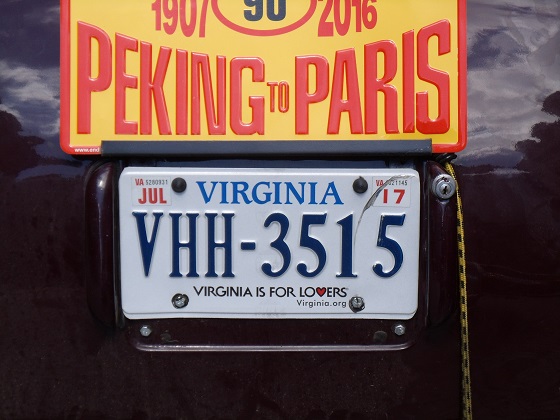 1907 90 2016
PEKING TO PARIS
VA JUL VIRGINIA VA 17
VHH-3515
VIRGINIA IS FOR LOVERS
Virginia.org